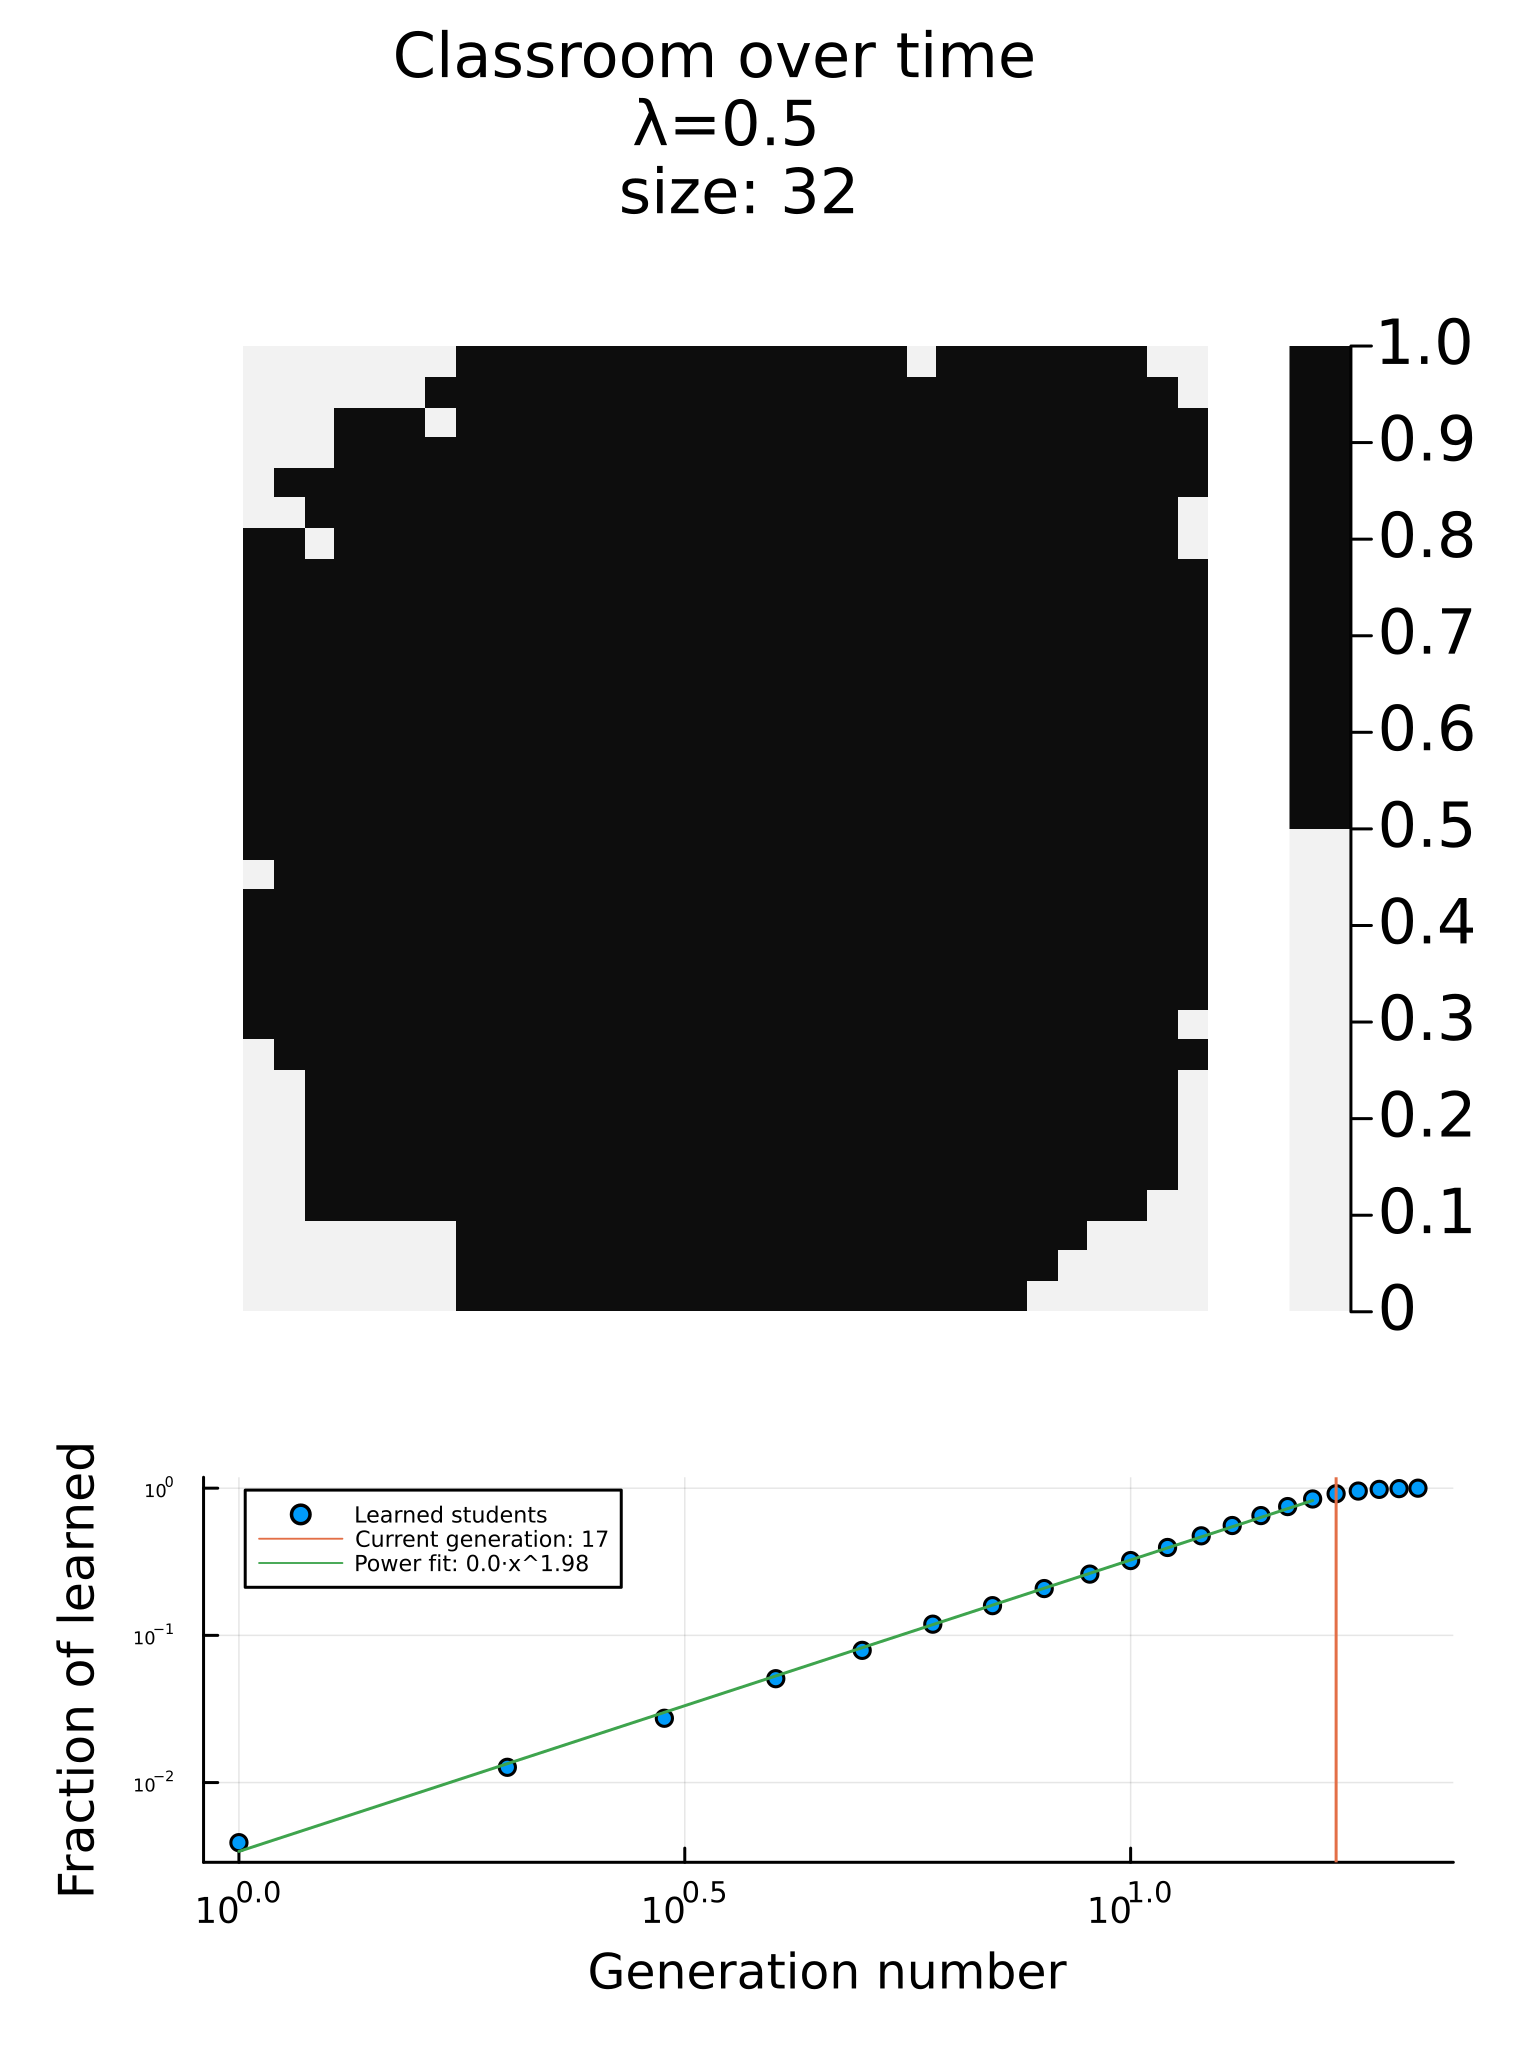 Classroom over time
λ=0.5
size: 32
1.0
0.9
0.8
0.7
0.6
0.5
0.4
0.3
0.2
0.1
0
Fraction of learned
10^0
10^−1
10^−2
Learned students
Current generation: 17
Power fit: 0.0·x^1.98
10^0.0
10^0.5
10^1.0
Generation number